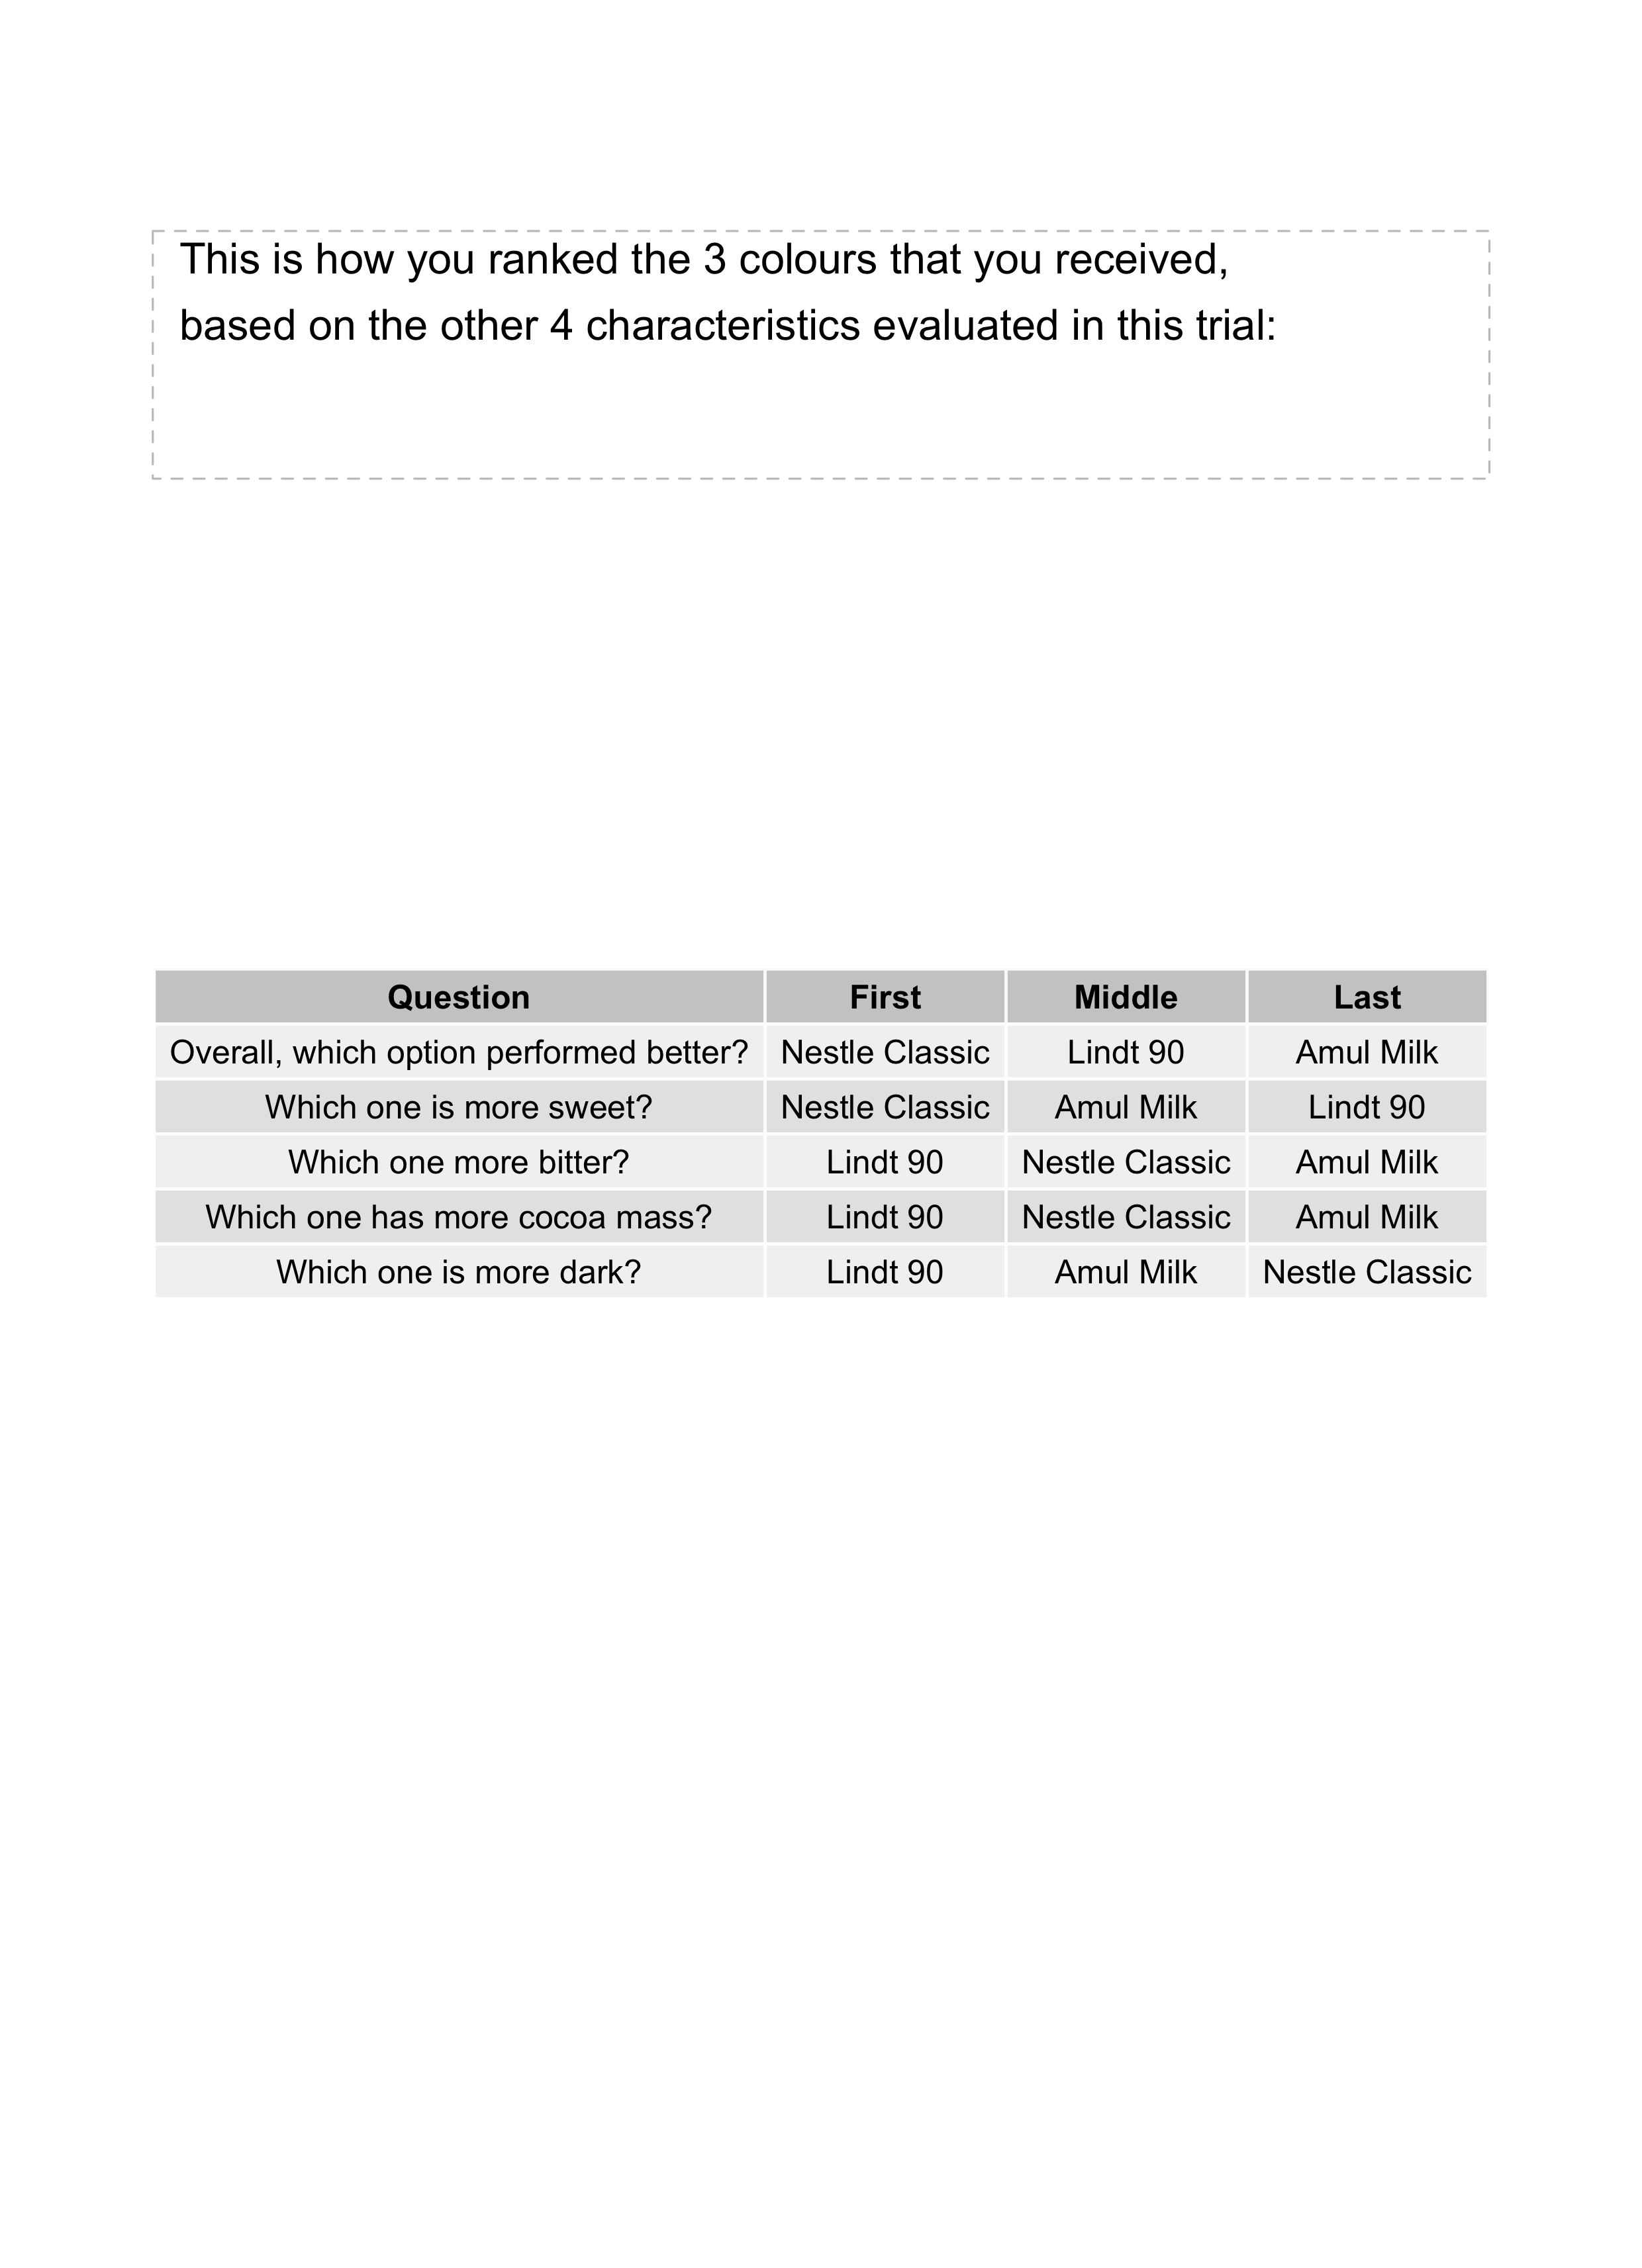 This is how you ranked the 3 colours that you received,
based on the other 4 characteristics evaluated in this trial:
Question First Middle Last
Overall, which option performed better? Nestle Classic Lindt 90 Amul Milk
Which one is more sweet? Nestle Classic Amul Milk Lindt 90
Which one more bitter? Lindt 90 Nestle Classic Amul Milk
Which one has more cocoa mass? Lindt 90 Nestle Classic Amul Milk
Which one is more dark? Lindt 90 Amul Milk Nestle Classic